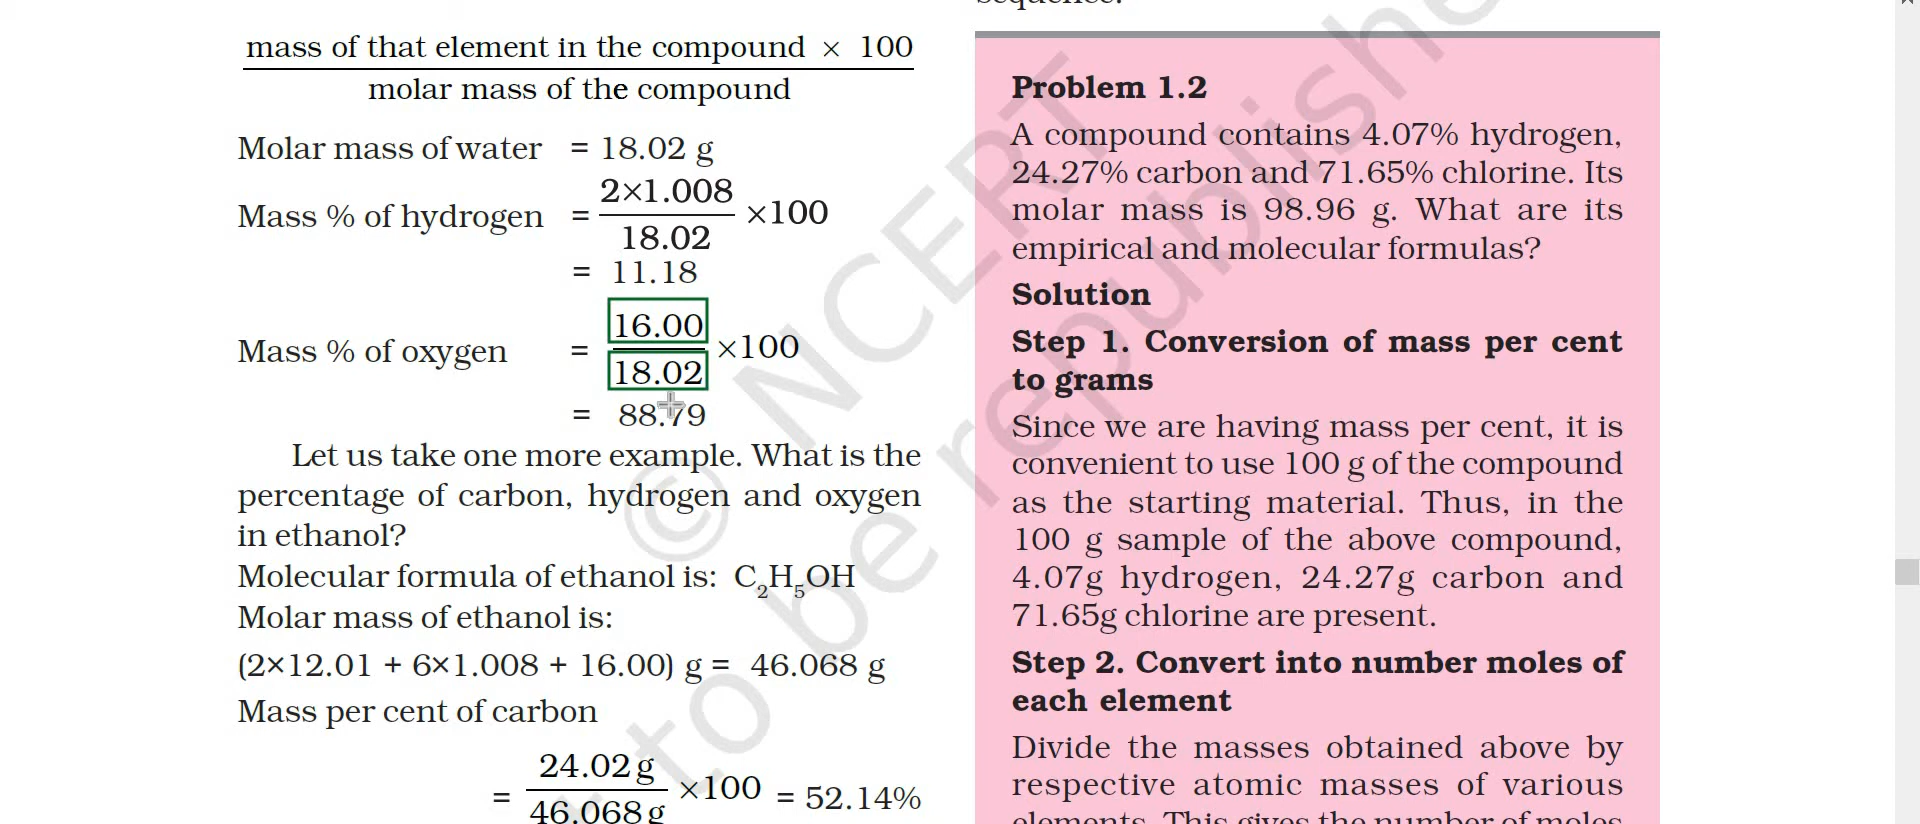 mass of that element in the compound × 100
molar mass of the compound
Molar mass of water = 18.02 g
Mass % of hydrogen = 2×1.008
18.02
×100
= 11.18
Mass % of oxygen = 16.00
18.02
×100
= 88.79
Let us take one more example. What is the
percentage of carbon, hydrogen and oxygen
in ethanol?
Molecular formula of ethanol is: C₂H₅OH
Molar mass of ethanol is:
(2×12.01 + 6×1.008 + 16.00) g = 46.068 g
Mass per cent of carbon
= 24.02 g
46.068 g
×100 = 52.14%
sequence.
Problem 1.2
A compound contains 4.07% hydrogen,
24.27% carbon and 71.65% chlorine. Its
molar mass is 98.96 g. What are its
empirical and molecular formulas?
Solution
Step 1. Conversion of mass per cent
to grams
Since we are having mass per cent, it is
convenient to use 100 g of the compound
as the starting material. Thus, in the
100 g sample of the above compound,
4.07g hydrogen, 24.27g carbon and
71.65g chlorine are present.
Step 2. Convert into number moles of
each element
Divide the masses obtained above by
respective atomic masses of various
elements. This gives the number of moles
© NCERT
to be republishe